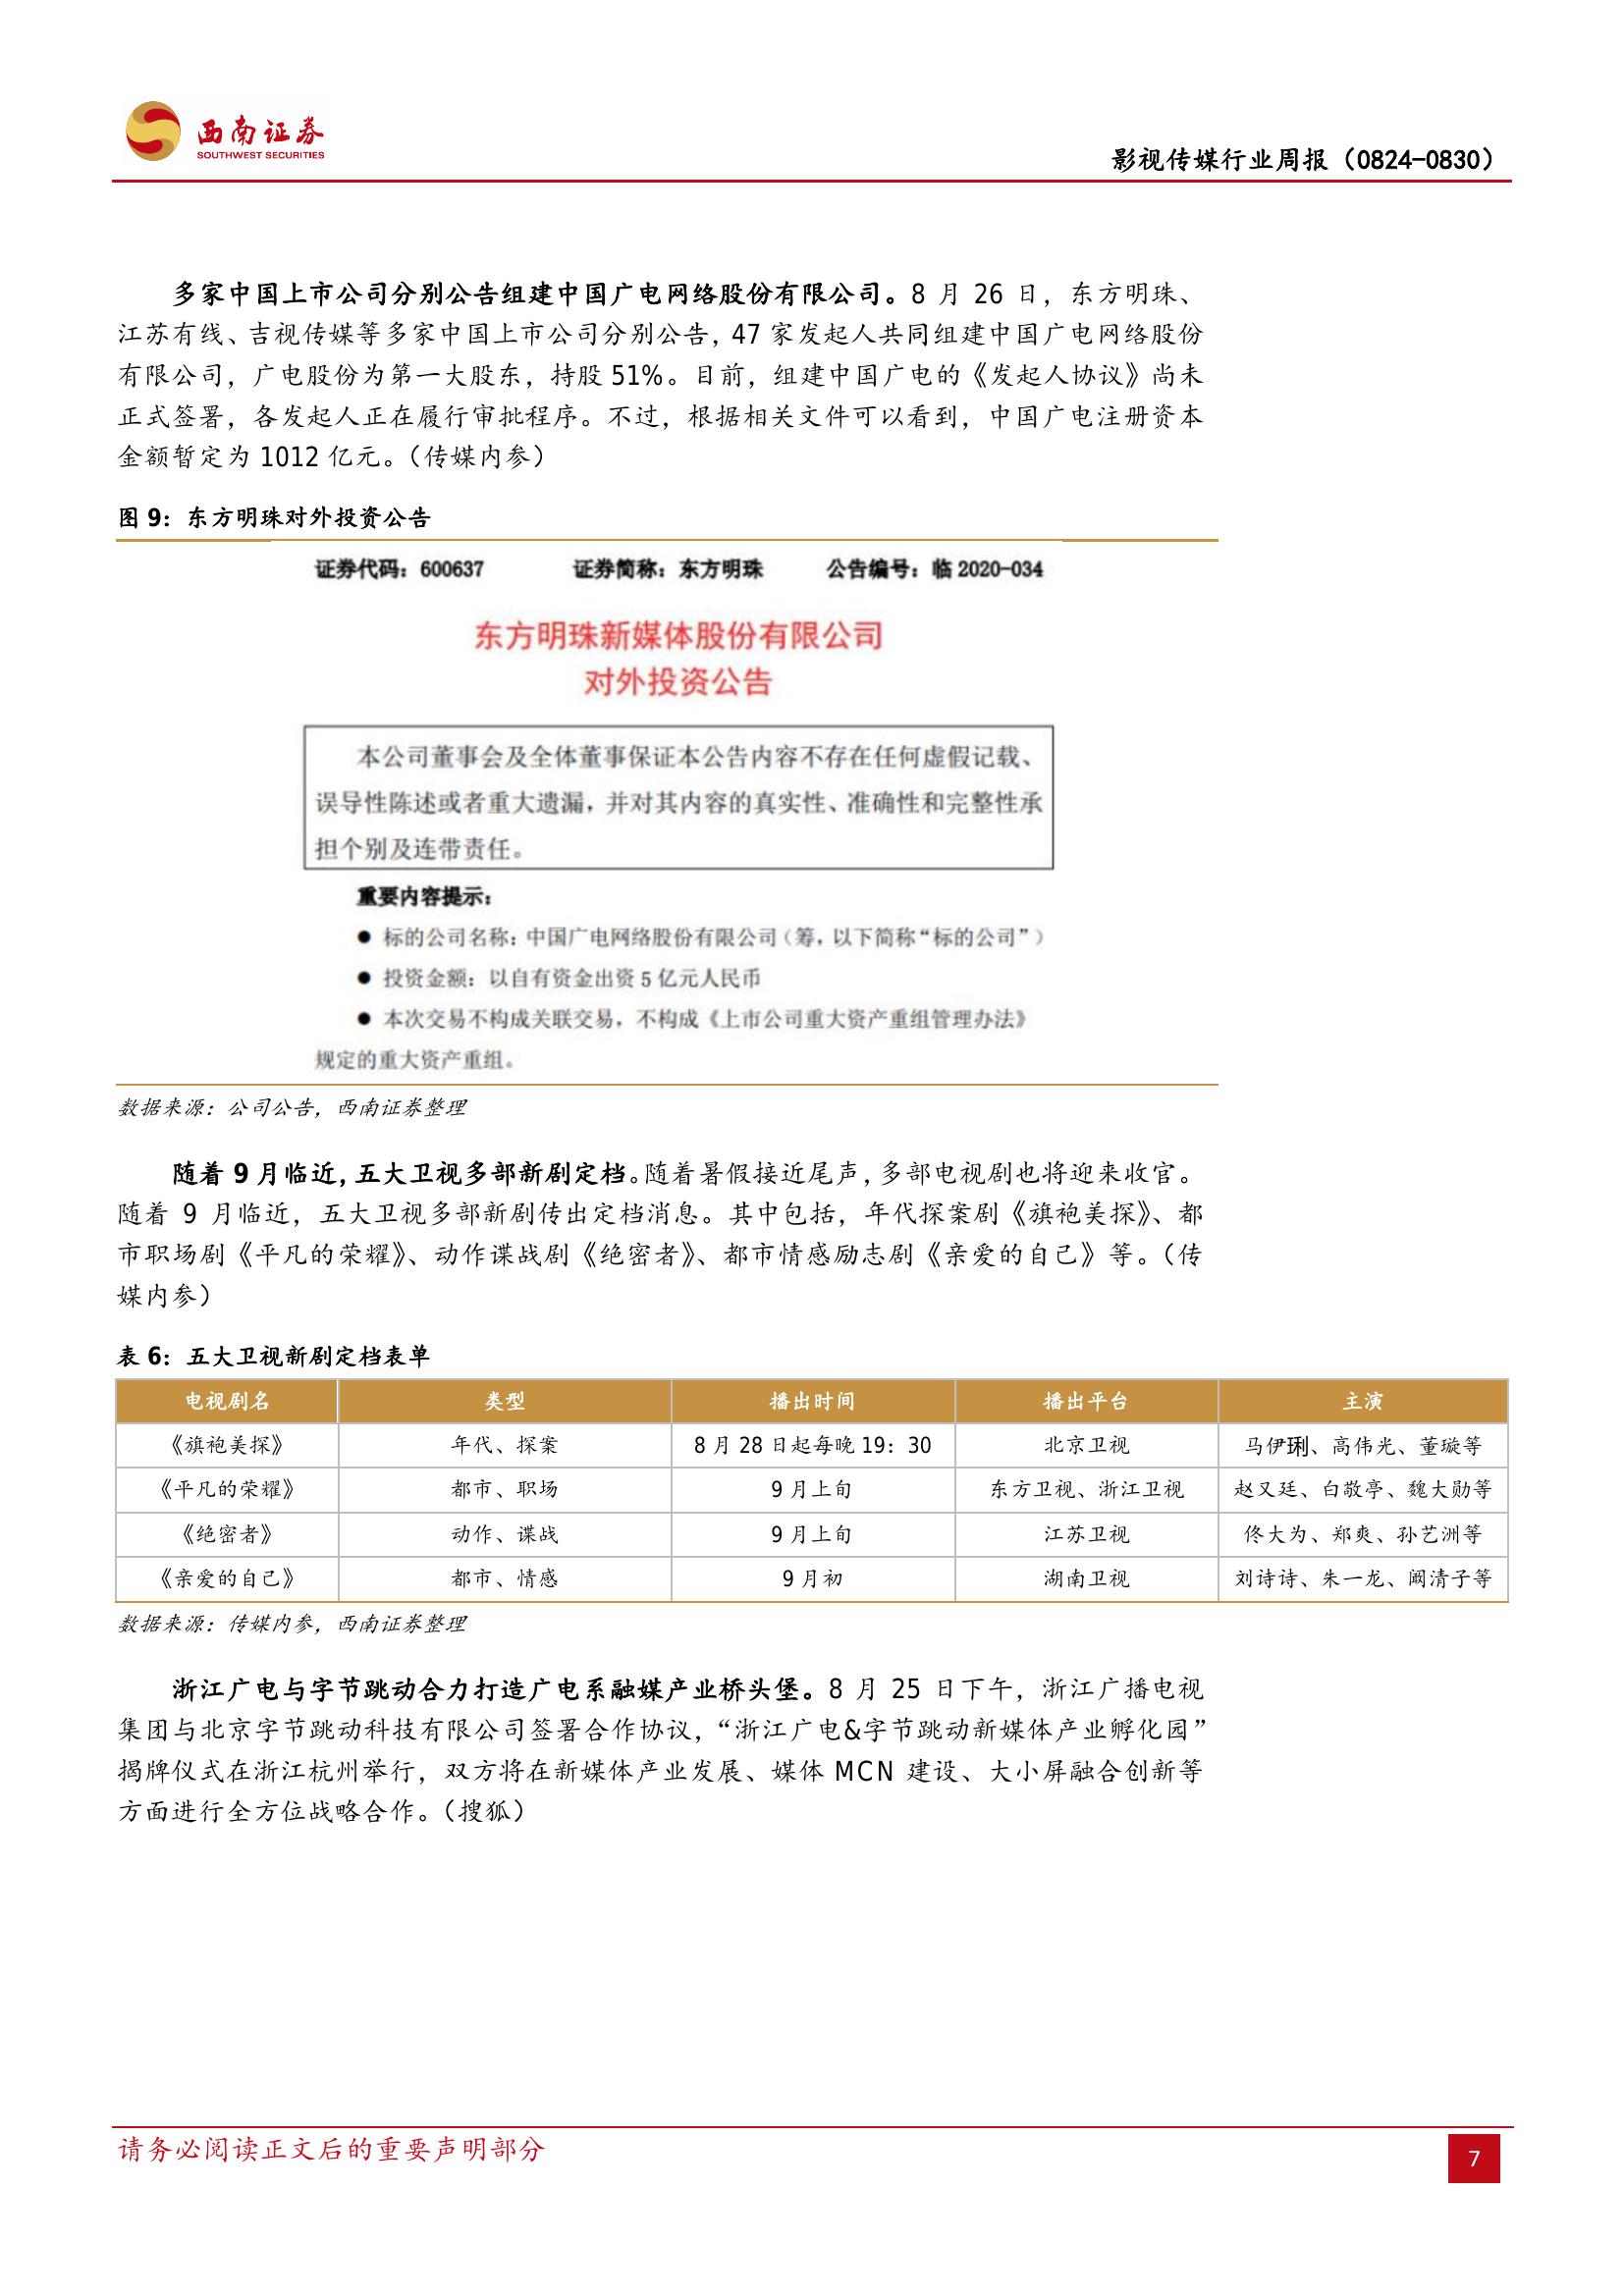 西南证券
SOUTHWEST SECURITIES
影视传媒行业周报（0824-0830）
多家中国上市公司分别公告组建中国广电网络股份有限公司。8 月 26 日，东方明珠、
江苏有线、吉视传媒等多家中国上市公司分别公告，47 家发起人共同组建中国广电网络股份
有限公司，广电股份为第一大股东，持股 51%。目前，组建中国广电的《发起人协议》尚未
正式签署，各发起人正在履行审批程序。不过，根据相关文件可以看到，中国广电注册资本
金额暂定为 1012 亿元。（传媒内参）
图 9：东方明珠对外投资公告
证券代码：600637 证券简称：东方明珠 公告编号：临 2020-034
东方明珠新媒体股份有限公司
对外投资公告
本公司董事会及全体董事保证本公告内容不存在任何虚假记载、
误导性陈述或者重大遗漏，并对其内容的真实性、准确性和完整性承
担个别及连带责任。
重要内容提示：
● 标的公司名称：中国广电网络股份有限公司（筹，以下简称“标的公司”）
● 投资金额：以自有资金出资 5 亿元人民币
● 本次交易不构成关联交易，不构成《上市公司重大资产重组管理办法》
规定的重大资产重组。
数据来源：公司公告，西南证券整理
随着 9 月临近，五大卫视多部新剧定档。随着暑假接近尾声，多部电视剧也将迎来收官。
随着 9 月临近，五大卫视多部新剧传出定档消息。其中包括，年代探案剧《旗袍美探》、都
市职场剧《平凡的荣耀》、动作谍战剧《绝密者》、都市情感励志剧《亲爱的自己》等。（传
媒内参）
表 6：五大卫视新剧定档表单
电视剧名 类型 播出时间 播出平台 主演
《旗袍美探》 年代、探案 8 月 28 日起每晚 19：30 北京卫视 马伊琍、高伟光、董璇等
《平凡的荣耀》 都市、职场 9 月上旬 东方卫视、浙江卫视 赵又廷、白敬亭、魏大勋等
《绝密者》 动作、谍战 9 月上旬 江苏卫视 佟大为、郑爽、孙艺洲等
《亲爱的自己》 都市、情感 9 月初 湖南卫视 刘诗诗、朱一龙、阚清子等
数据来源：传媒内参，西南证券整理
浙江广电与字节跳动合力打造广电系融媒产业桥头堡。8 月 25 日下午，浙江广播电视
集团与北京字节跳动科技有限公司签署合作协议，“浙江广电&字节跳动新媒体产业孵化园”
揭牌仪式在浙江杭州举行，双方将在新媒体产业发展、媒体 MCN 建设、大小屏融合创新等
方面进行全方位战略合作。（搜狐）
请务必阅读正文后的重要声明部分
7